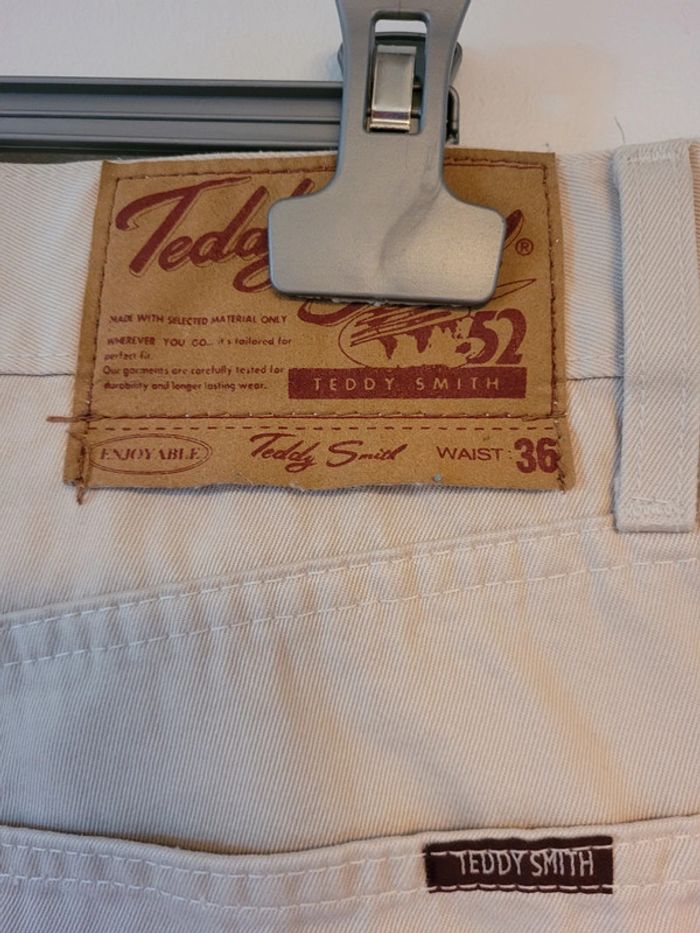 Teddy
®
MADE WITH SELECTED MATERIAL ONLY
WHEREVER YOU GO... it's tailored for
perfect fit.
Our garments are carefully tested for
durability and longer lasting wear.
52
TEDDY SMITH
ENJOYABLE Teddy Smith WAIST: 36
TEDDY SMITH